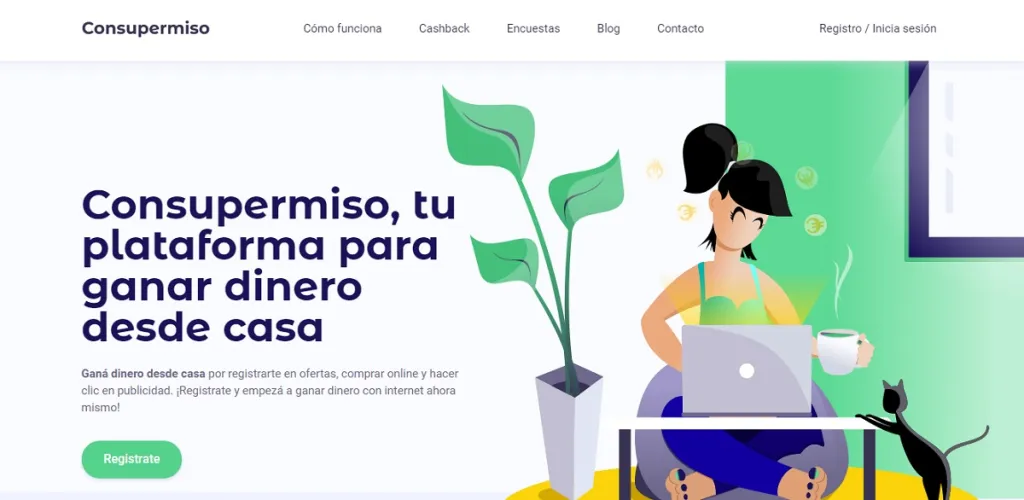 Consupermiso
Cómo funciona
Cashback
Encuestas
Blog
Contacto
Registro / Inicia sesión
Consupermiso, tu
plataforma para
ganar dinero
desde casa
Ganá dinero desde casa por registrarte en ofertas, comprar online y hacer
clic en publicidad. ¡Registrate y empezá a ganar dinero con internet ahora
mismo!
Registrate